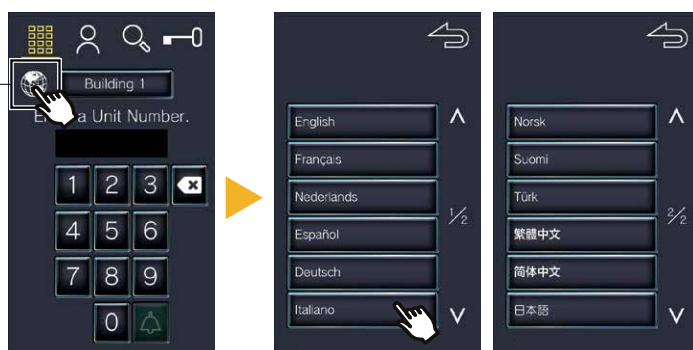 Building 1
a Unit Number.
1 2 3
4 5 6
7 8 9
0
English
Français
Nederlands
Español
Deutsch
Italiano
1/2
Norsk
Suomi
Türk
繁體中文
简体中文
日本語
2/2